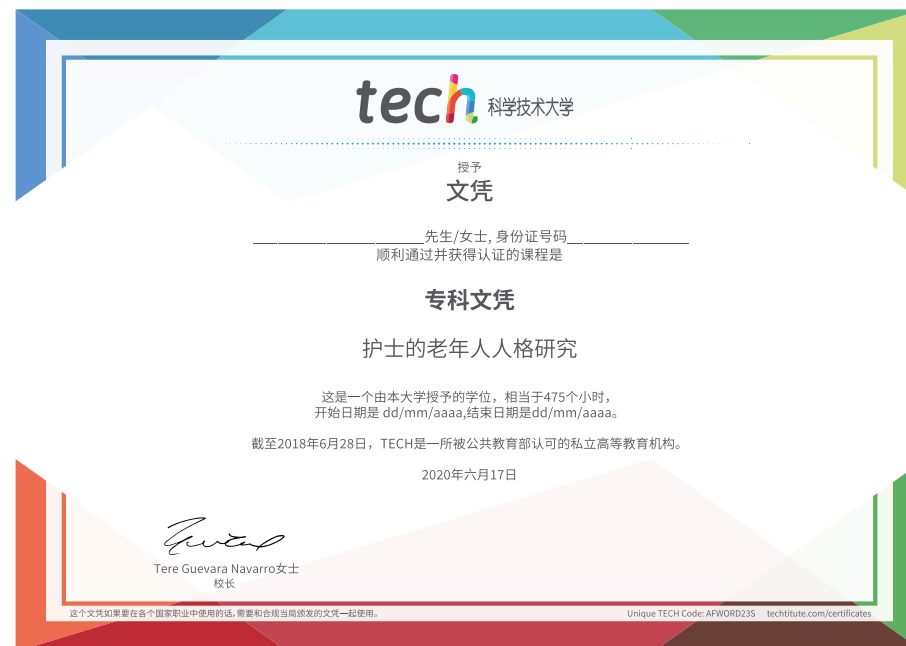 tech 科学技术大学
授予
文凭
先生/女士, 身份证号码
顺利通过并获得认证的课程是
专科文凭
护士的老年人人格研究
这是一个由本大学授予的学位，相当于475个小时，
开始日期是 dd/mm/aaaa,结束日期是dd/mm/aaaa。
截至2018年6月28日，TECH是一所被公共教育部认可的私立高等教育机构。
2020年六月17日
Tere Guevara Navarro女士
校长
这个文凭如果要在各个国家职业中使用的话,需要和合规当局颁发的文凭一起使用。
Unique TECH Code: AFWORD23S techtitute.com/certificates